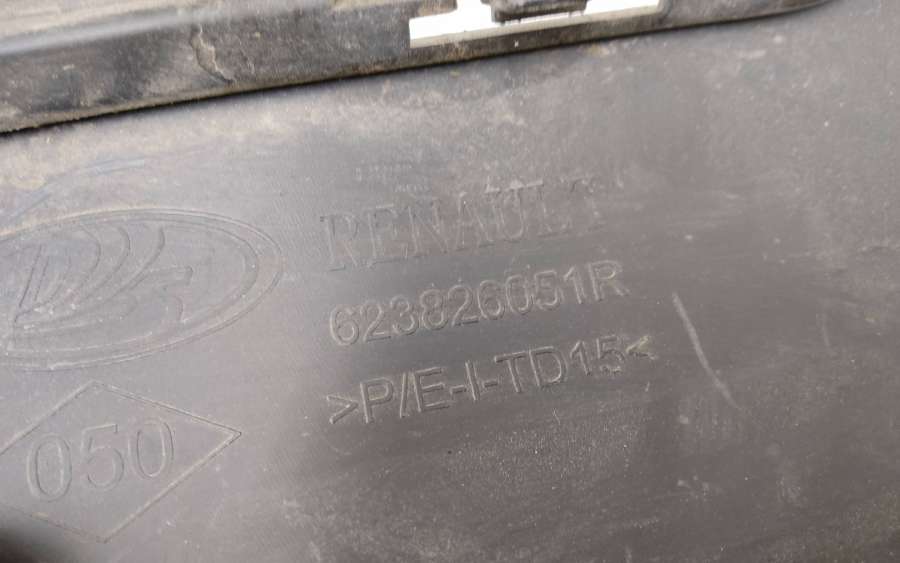 RENAULT
623826051R
>P/E-I-TD15<
050